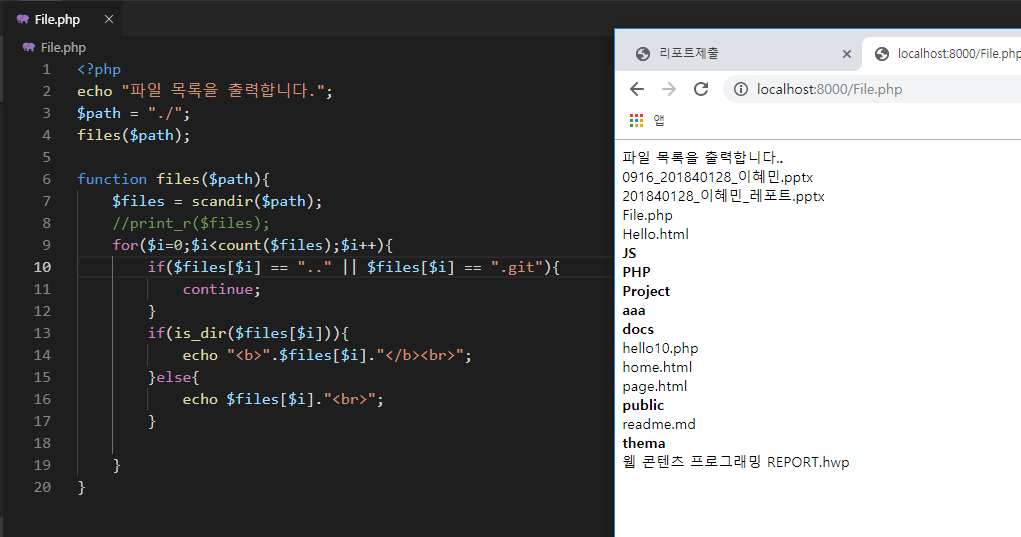 File.php
File.php
1 <?php
2 echo "파일 목록을 출력합니다.";
3 $path = "./";
4 files($path);
5
6 function files($path){
7 $files = scandir($path);
8 //print_r($files);
9 for($i=0;$i<count($files);$i++){
10 if($files[$i] == ".." || $files[$i] == ".git"){
11 continue;
12 }
13 if(is_dir($files[$i])){
14 echo "<b>".$files[$i]."</b><br>";
15 }else{
16 echo $files[$i]."<br>";
17 }
18
19 }
20 }
리포트제출
localhost:8000/File.php
localhost:8000/File.php
앱
파일 목록을 출력합니다..
0916_201840128_이혜민.pptx
201840128_이혜민_레포트.pptx
File.php
Hello.html
JS
PHP
Project
aaa
docs
hello10.php
home.html
page.html
public
readme.md
thema
웹 콘텐츠 프로그래밍 REPORT.hwp